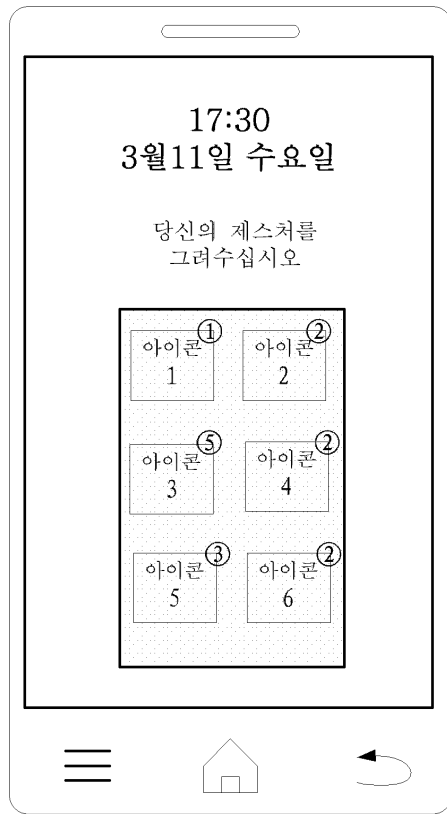 17:30
3월11일 수요일
당신의 제스처를
그려수십시오
아이콘 ① 아이콘 ②
1 2
아이콘 ⑤ 아이콘 ②
3 4
아이콘 ③ 아이콘 ②
5 6